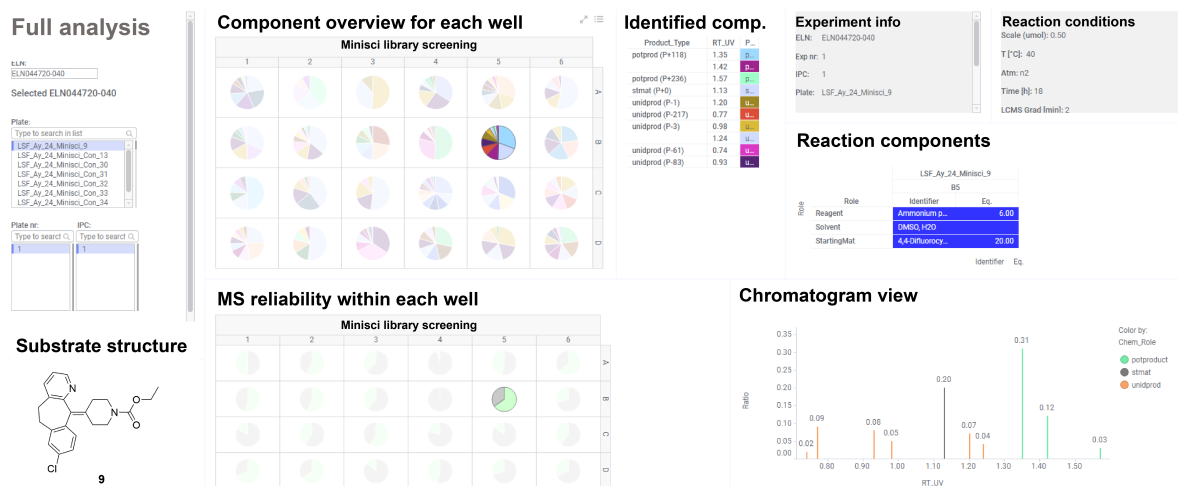 Full analysis
ELN:
ELN044720-040
Selected ELN044720-040
Plate:
Type to search in list
LSF_Ay_24_Minisci_9
LSF_Ay_24_Minisci_Con_13
LSF_Ay_24_Minisci_Con_30
LSF_Ay_24_Minisci_Con_31
LSF_Ay_24_Minisci_Con_32
LSF_Ay_24_Minisci_Con_33
LSF_Ay_24_Minisci_Con_34
Plate nr: IPC:
Type to search Type to search
1 1
Substrate structure
N
N
O
O
Cl
9
Component overview for each well
Minisci library screening
1 2 3 4 5 6
A
B
C
D
MS reliability within each well
Minisci library screening
1 2 3 4 5 6
A
B
C
D
Identified comp.
Product_Type RT_UV P...
potprod (P+118) 1.35 p...
1.42 p...
potprod (P+236) 1.57 p...
stmat (P+0) 1.13 s...
unidprod (P-1) 1.20 u...
unidprod (P-217) 0.77 u...
unidprod (P-3) 0.98 u...
1.24 u...
unidprod (P-61) 0.74 u...
unidprod (P-83) 0.93 u...
Experiment info
ELN: ELN044720-040
Exp nr: 1
IPC: 1
Plate: LSF_Ay_24_Minisci_9
Reaction conditions
Scale (umol): 0.50
T [°C]: 40
Atm: n2
Time [h]: 18
LCMS Grad [min]: 2
Reaction components
LSF_Ay_24_Minisci_9
B5
Role Identifier Eq.
Role
Reagent Ammonium p... 6.00
Solvent DMSO, H2O
StartingMat 4,4-Difluorocy... 20.00
Identifier Eq.
Chromatogram view
Ratio
0.35
0.30
0.25
0.20
0.15
0.10
0.05
0.00
0.02 0.09 0.08 0.05 0.20 0.07 0.04 0.31 0.12 0.03
0.80 0.90 1.00 1.10 1.20 1.30 1.40 1.50
RT_UV
Color by:
Chem_Role
potproduct
stmat
unidprod